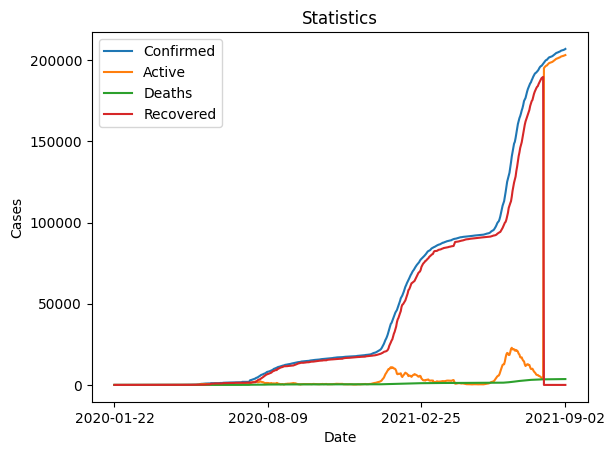 Statistics
Confirmed
Active
Deaths
Recovered
200000
150000
100000
50000
0
Cases
2020-01-22
2020-08-09
2021-02-25
2021-09-02
Date